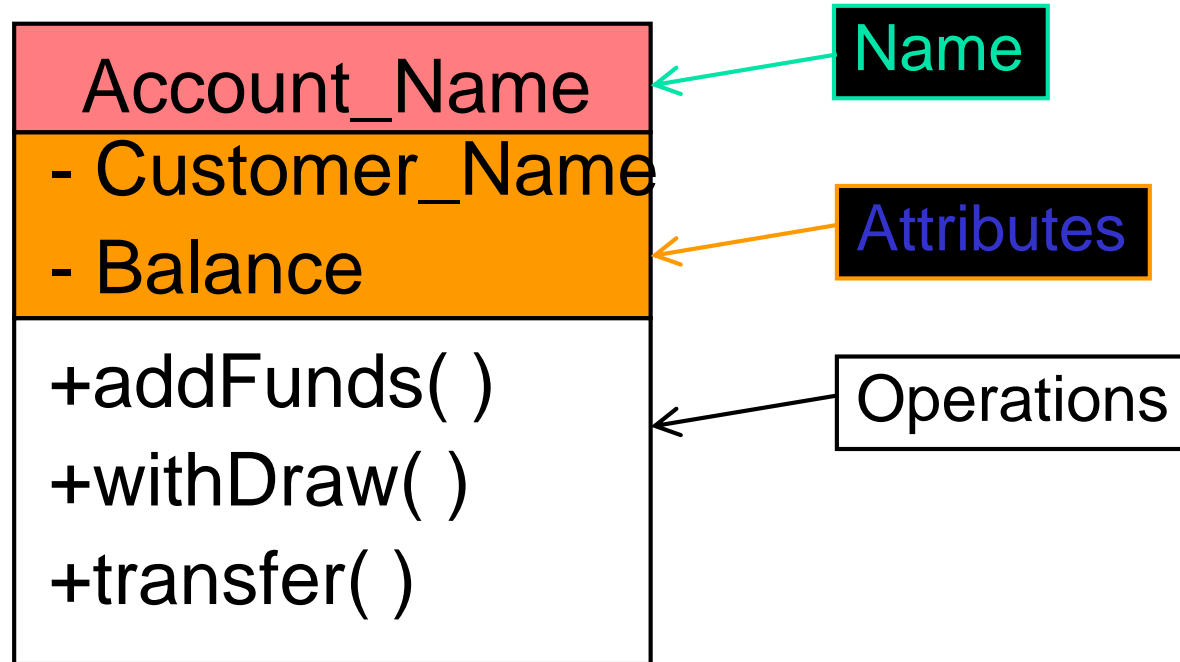 Account_Name
- Customer_Name
- Balance
+addFunds( )
+withDraw( )
+transfer( )
Name
Attributes
Operations